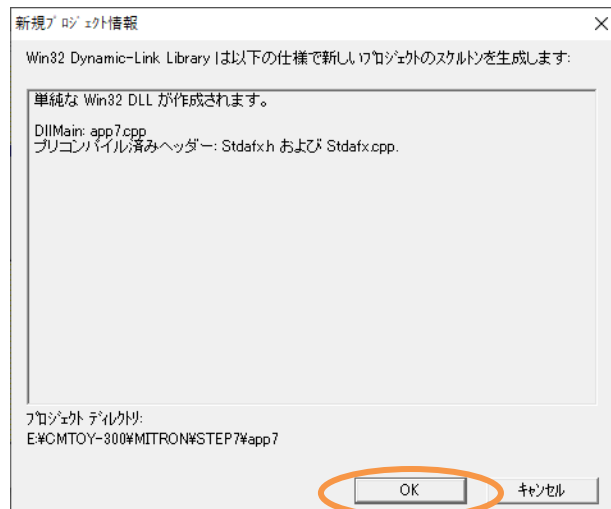 新規プロジェクト情報
Win32 Dynamic-Link Library は以下の仕様で新しいプロジェクトのスケルトンを生成します:
単純な Win32 DLL が作成されます。
DllMain: app7.cpp
プリコンパイル済みヘッダー: Stdafx.h および Stdafx.cpp.
プロジェクト ディレクトリ:
E:¥CMTOY-300¥MITRON¥STEP7¥app7
OK キャンセル